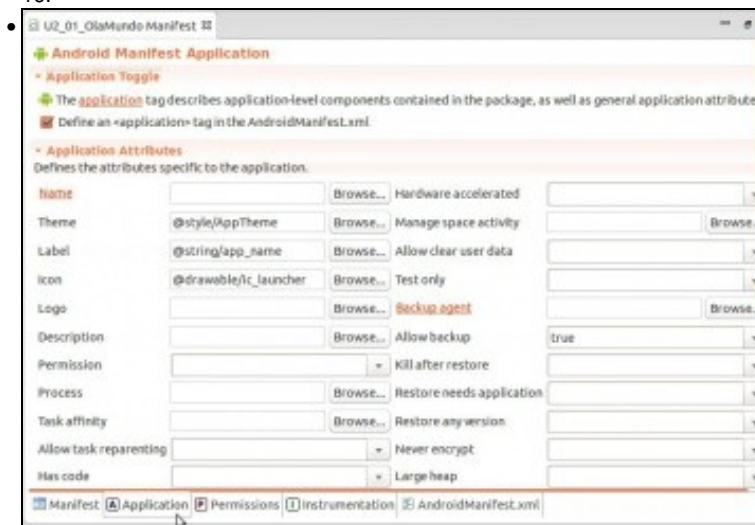 U2_01_OlaMundo Manifest
Android Manifest Application
Application Toggle
The application tag describes application-level components contained in the package, as well as general application attribute
Define an <application> tag in the AndroidManifest.xml
Application Attributes
Defines the attributes specific to the application.
Name Browse... Hardware accelerated
Theme @style/AppTheme Browse... Manage space activity Browse.
Label @string/app_name Browse... Allow clear user data
Icon @drawable/ic_launcher Browse... Test only
Logo Browse... Backup agent Browse.
Description Browse... Allow backup true
Permission Kill after restore
Process Browse... Restore needs application
Task affinity Browse... Restore any version
Allow task reparenting Never encrypt
Has code Large heap
Manifest A Application P Permissions I Instrumentation AndroidManifest.xml